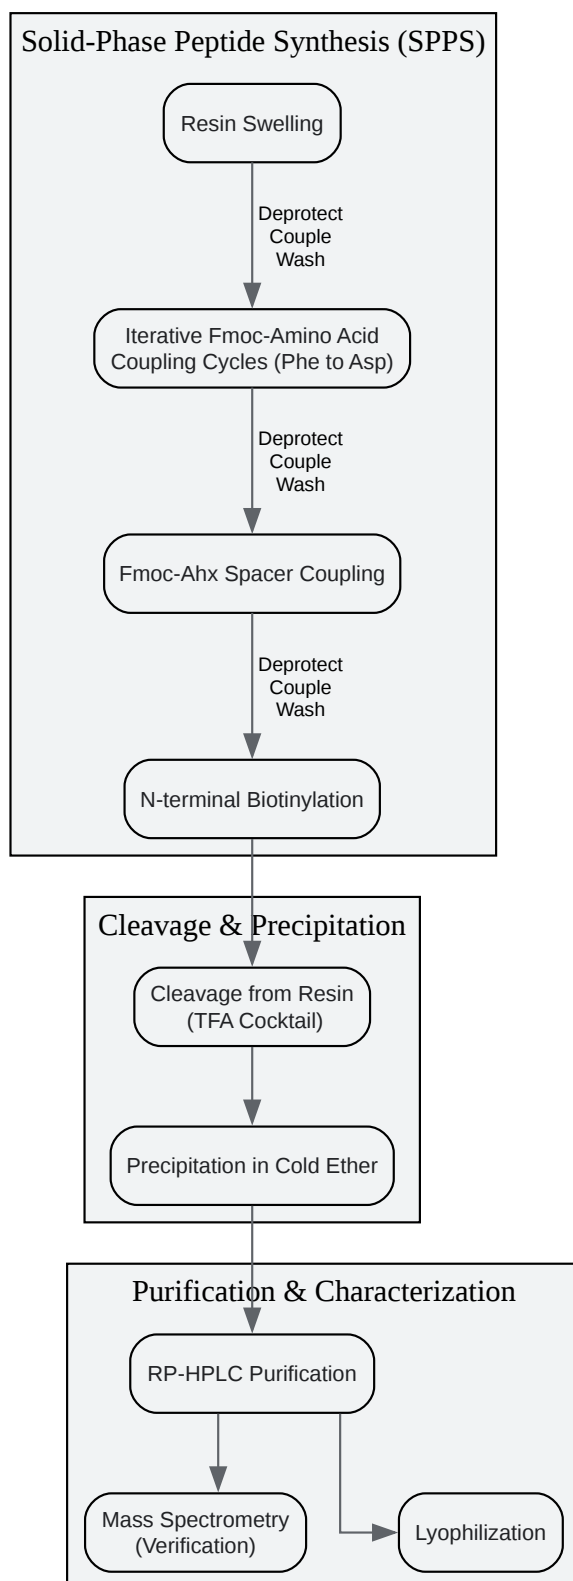 Solid-Phase Peptide Synthesis (SPPS)
Resin Swelling
Deprotect
Couple
Wash
Iterative Fmoc-Amino Acid
Coupling Cycles (Phe to Asp)
Deprotect
Couple
Wash
Fmoc-Ahx Spacer Coupling
Deprotect
Couple
Wash
N-terminal Biotinylation
Cleavage & Precipitation
Cleavage from Resin
(TFA Cocktail)
Precipitation in Cold Ether
Purification & Characterization
RP-HPLC Purification
Mass Spectrometry
(Verification)
Lyophilization